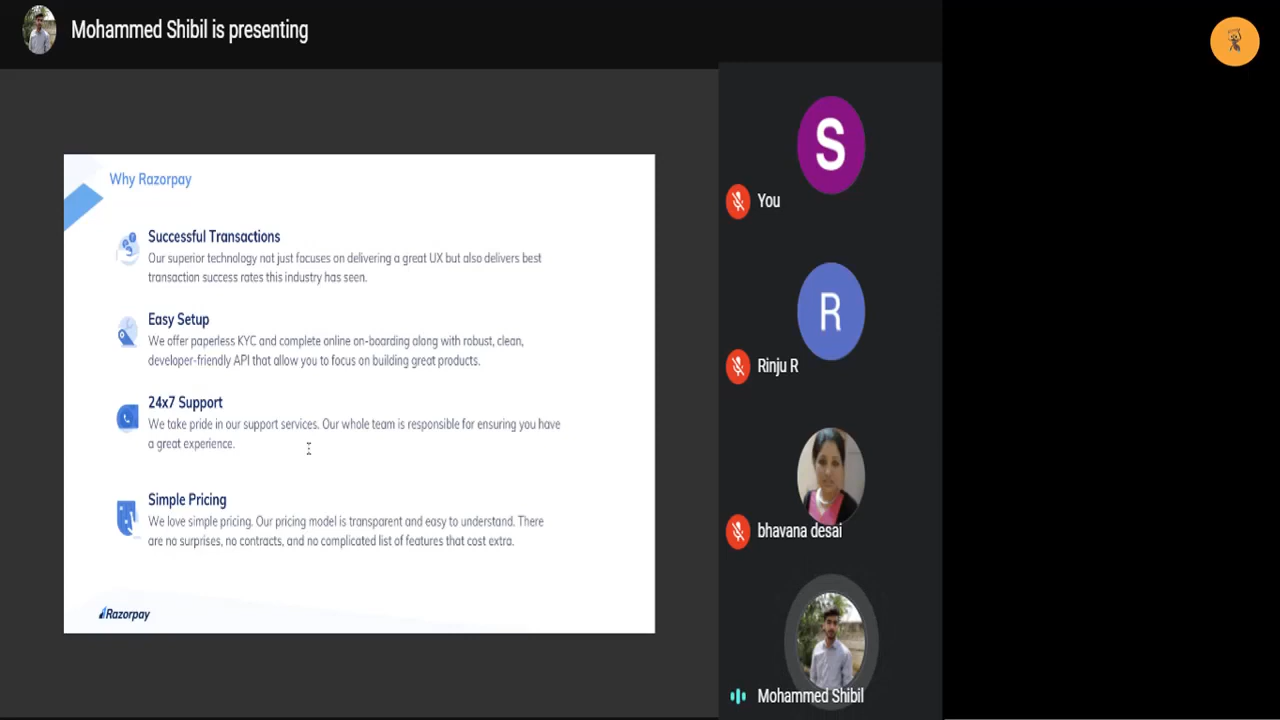 Mohammed Shibil is presenting
Why Razorpay
Successful Transactions
Our superior technology not just focuses on delivering a great UX but also delivers best
transaction success rates this industry has seen.
Easy Setup
We offer paperless KYC and complete online on-boarding along with robust, clean,
developer-friendly API that allow you to focus on building great products.
24x7 Support
We take pride in our support services. Our whole team is responsible for ensuring you have
a great experience.
Simple Pricing
We love simple pricing. Our pricing model is transparent and easy to understand. There
are no surprises, no contracts, and no complicated list of features that cost extra.
Razorpay
S
You
R
Rinju R
bhavana desai
Mohammed Shibil